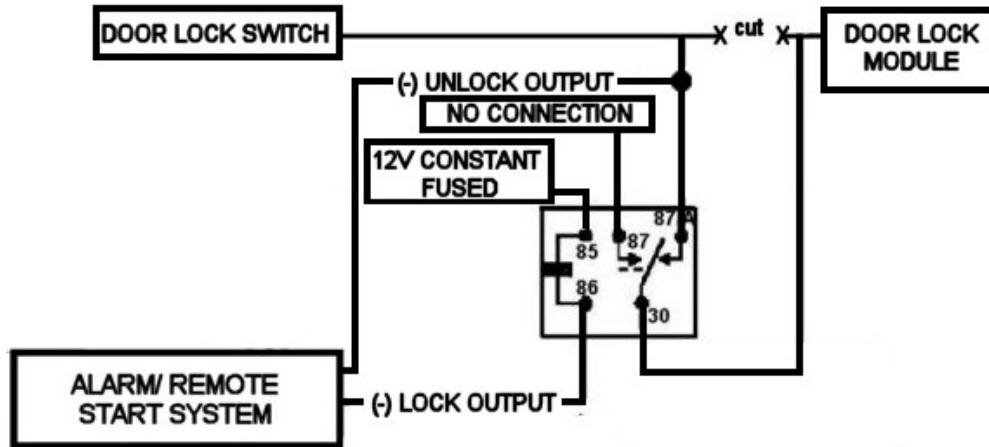 DOOR LOCK SWITCH
X cut X
DOOR LOCK
MODULE
(-) UNLOCK OUTPUT
NO CONNECTION
12V CONSTANT
FUSED
87A
87
85
86
30
ALARM/ REMOTE
START SYSTEM
(-) LOCK OUTPUT